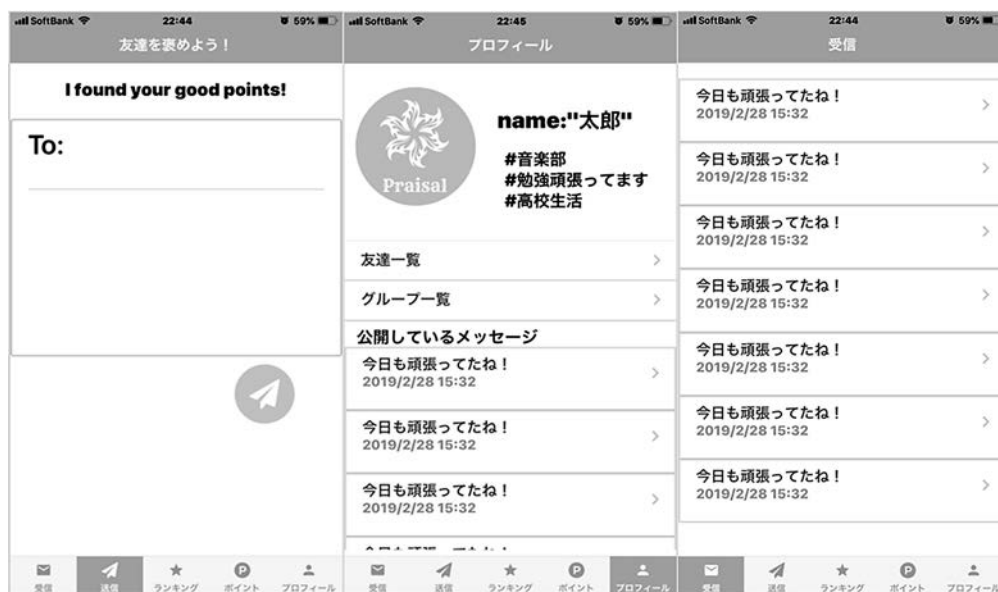 SoftBank 22:44 59%
友達を褒めよう！
I found your good points!
To:
受信 送信 ランキング ポイント プロフィール
SoftBank 22:45 59%
プロフィール
Praisal
name:"太郎"
#音楽部
#勉強頑張ってます
#高校生活
友達一覧
グループ一覧
公開しているメッセージ
今日も頑張ってたね！
2019/2/28 15:32
今日も頑張ってたね！
2019/2/28 15:32
今日も頑張ってたね！
2019/2/28 15:32
受信 送信 ランキング ポイント プロフィール
SoftBank 22:44 59%
受信
今日も頑張ってたね！
2019/2/28 15:32
今日も頑張ってたね！
2019/2/28 15:32
今日も頑張ってたね！
2019/2/28 15:32
今日も頑張ってたね！
2019/2/28 15:32
今日も頑張ってたね！
2019/2/28 15:32
今日も頑張ってたね！
2019/2/28 15:32
今日も頑張ってたね！
2019/2/28 15:32
受信 送信 ランキング ポイント プロフィール